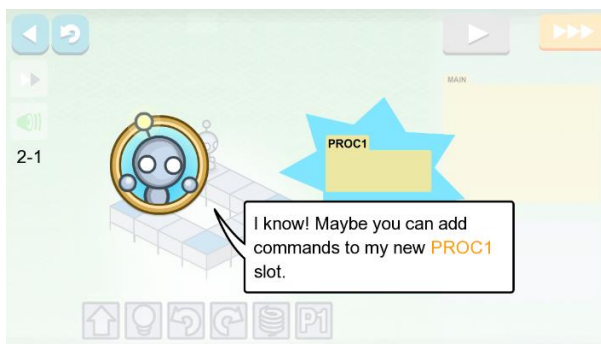 MAIN
2-1
PROC1
I know! Maybe you can add
commands to my new PROC1
slot.
P1